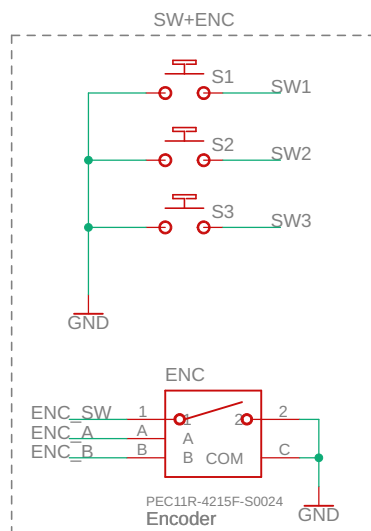 SW+ENC
S1
SW1
S2
SW2
S3
SW3
GND
ENC
ENC_SW 1 1 2 2
ENC_A A A
ENC_B B B COM C
PEC11R-4215F-S0024
Encoder
GND